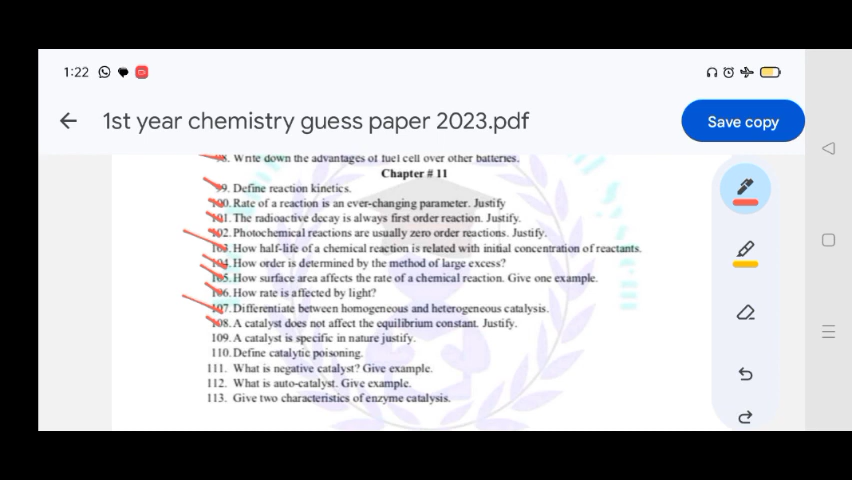 1:22
1st year chemistry guess paper 2023.pdf
Save copy
98. Write down the advantages of fuel cell over other batteries.
Chapter # 11
99. Define reaction kinetics.
100. Rate of a reaction is an ever-changing parameter. Justify
101. The radioactive decay is always first order reaction. Justify.
102. Photochemical reactions are usually zero order reactions. Justify.
103. How half-life of a chemical reaction is related with initial concentration of reactants.
104. How order is determined by the method of large excess?
105. How surface area affects the rate of a chemical reaction. Give one example.
106. How rate is affected by light?
107. Differentiate between homogeneous and heterogeneous catalysis.
108. A catalyst does not affect the equilibrium constant. Justify.
109. A catalyst is specific in nature justify.
110. Define catalytic poisoning.
111. What is negative catalyst? Give example.
112. What is auto-catalyst. Give example.
113. Give two characteristics of enzyme catalysis.